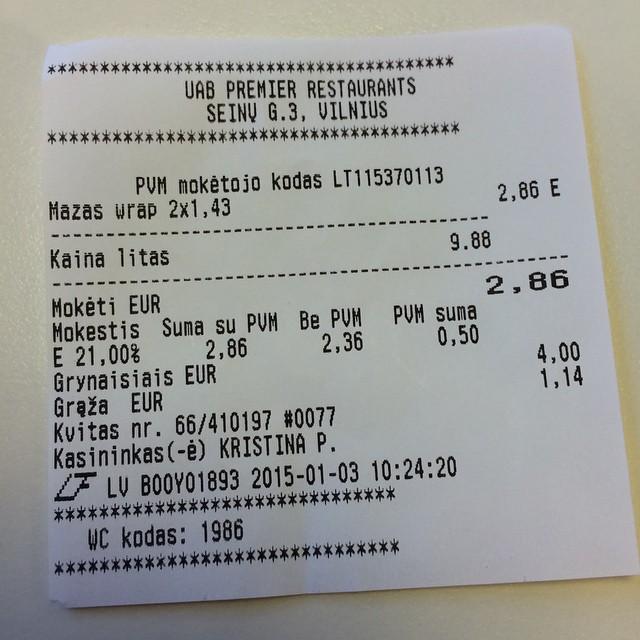 ****************************************
UAB PREMIER RESTAURANTS
SEINŲ G.3, VILNIUS
****************************************
PVM mokėtojo kodas LT115370113
Mazas wrap 2x1,43 2,86 E
Kaina litas 9.88
Mokėti EUR 2,86
Mokestis Suma su PVM Be PVM PVM suma
E 21,00% 2,86 2,36 0,50
Grynaisiais EUR 4,00
Grąža EUR 1,14
Kvitas nr. 66/410197 #0077
Kasininkas(-ė) KRISTINA P.
LF LV BOOYO1893 2015-01-03 10:24:20
********************************
WC kodas: 1986
********************************